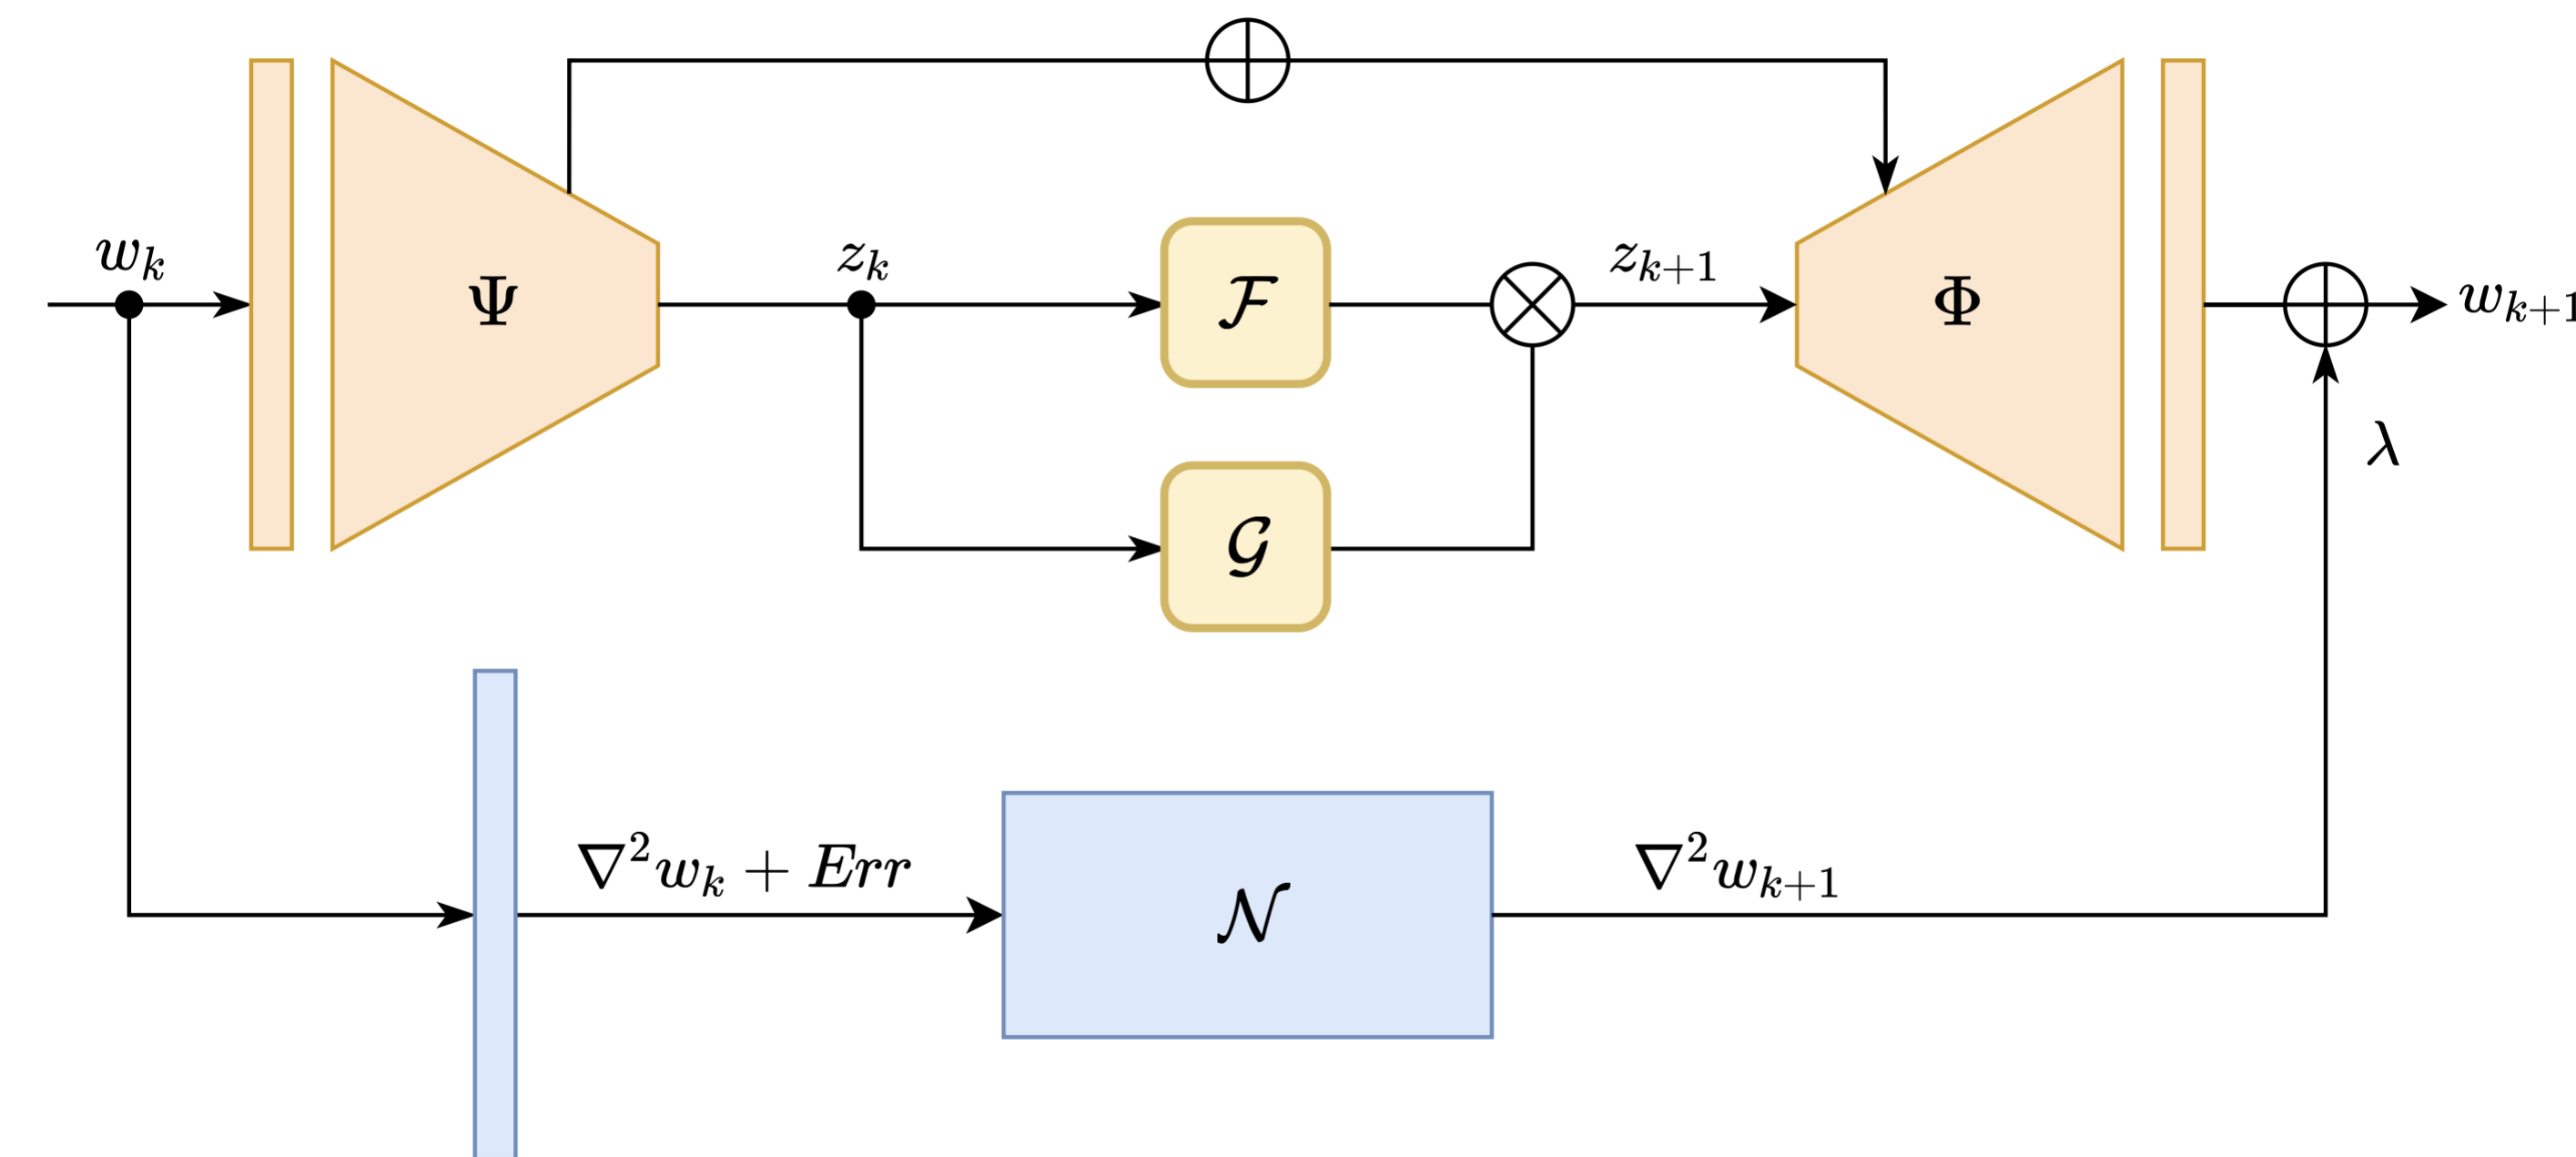 w_k
Ψ
z_k
ℱ
z_{k+1}
Φ
w_{k+1}
λ
𝒢
∇²w_k + Err
𝒩
∇²w_{k+1}